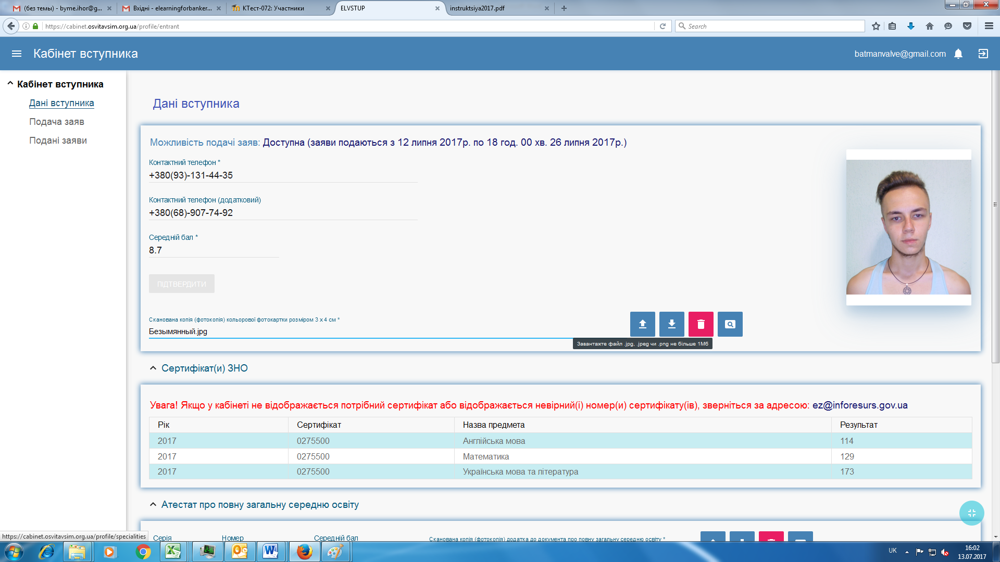 (без темы) - byme.ihor@g...
Вхідні - elearningforbanker...
КТест-072: Участники
ELVSTUP
instruktsiya2017.pdf
https://cabinet.osvitavsim.org.ua/profile/entrant
Search
Кабінет вступника
batmanvalve@gmail.com
Кабінет вступника
Дані вступника
Подача заяв
Подані заяви
Дані вступника
Можливість подачі заяв: Доступна (заяви подаються з 12 липня 2017р. по 18 год. 00 хв. 26 липня 2017р.)
Контактний телефон *
+380(93)-131-44-35
Контактний телефон (додатковий)
+380(68)-907-74-92
Середній бал *
8.7
ПІДТВЕРДИТИ
Сканована копія (фотокопія) кольорової фотокартки розміром 3 х 4 см *
Безымянный.jpg
Завантажте файл .jpg, .jpeg чи .png не більше 1Мб
Сертифікат(и) ЗНО
Увага! Якщо у кабінеті не відображається потрібний сертифікат або відображається невірний(і) номер(и) сертифікату(ів), зверніться за адресою: ez@inforesurs.gov.ua
Рік Сертифікат Назва предмета Результат
2017 0275500 Англійська мова 114
2017 0275500 Математика 129
2017 0275500 Українська мова та література 173
Атестат про повну загальну середню освіту
Серія Номер Середній бал Сканована копія (фотокопія) додатка до документа про повну загальну середню освіту *
https://cabinet.osvitavsim.org.ua/profile/specialities
UK
16:02
13.07.2017